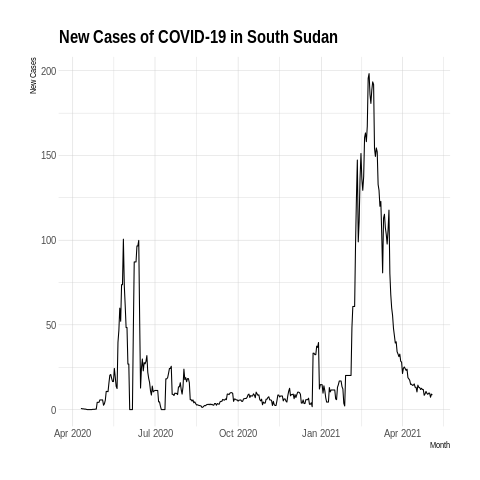 New Cases of COVID-19 in South Sudan
New Cases
200
150
100
50
0
Apr 2020 Jul 2020 Oct 2020 Jan 2021 Apr 2021
Month